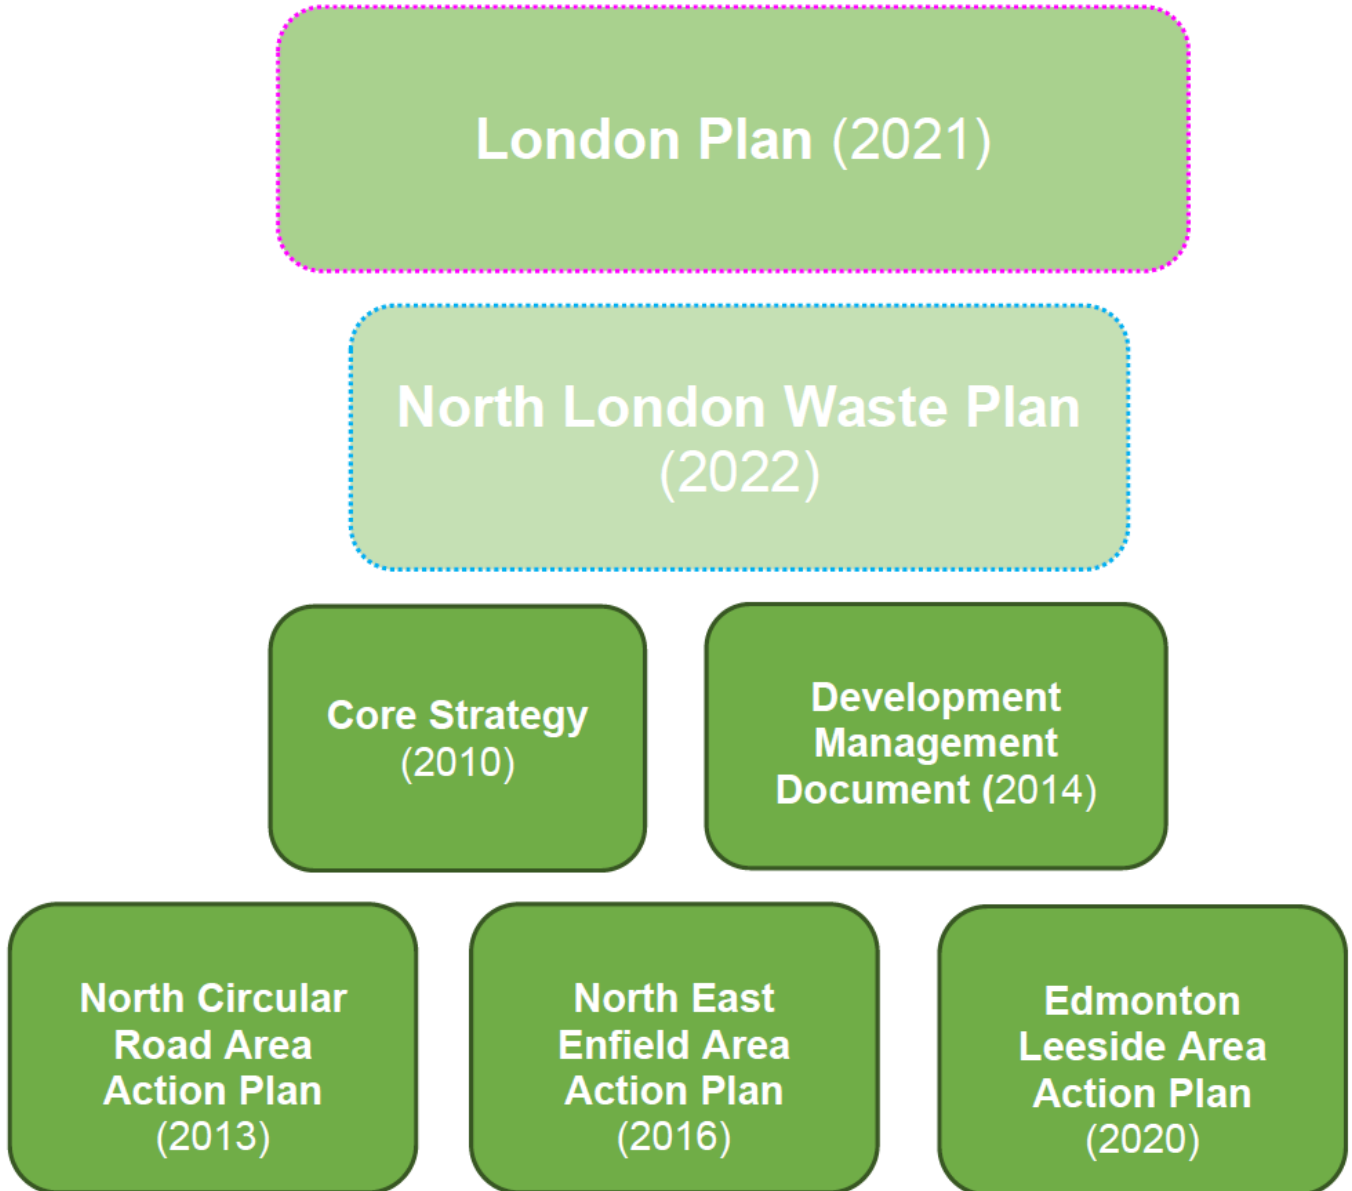 London Plan (2021)
North London Waste Plan
(2022)
Core Strategy
(2010)
Development
Management
Document (2014)
North Circular
Road Area
Action Plan
(2013)
North East
Enfield Area
Action Plan
(2016)
Edmonton
Leeside Area
Action Plan
(2020)